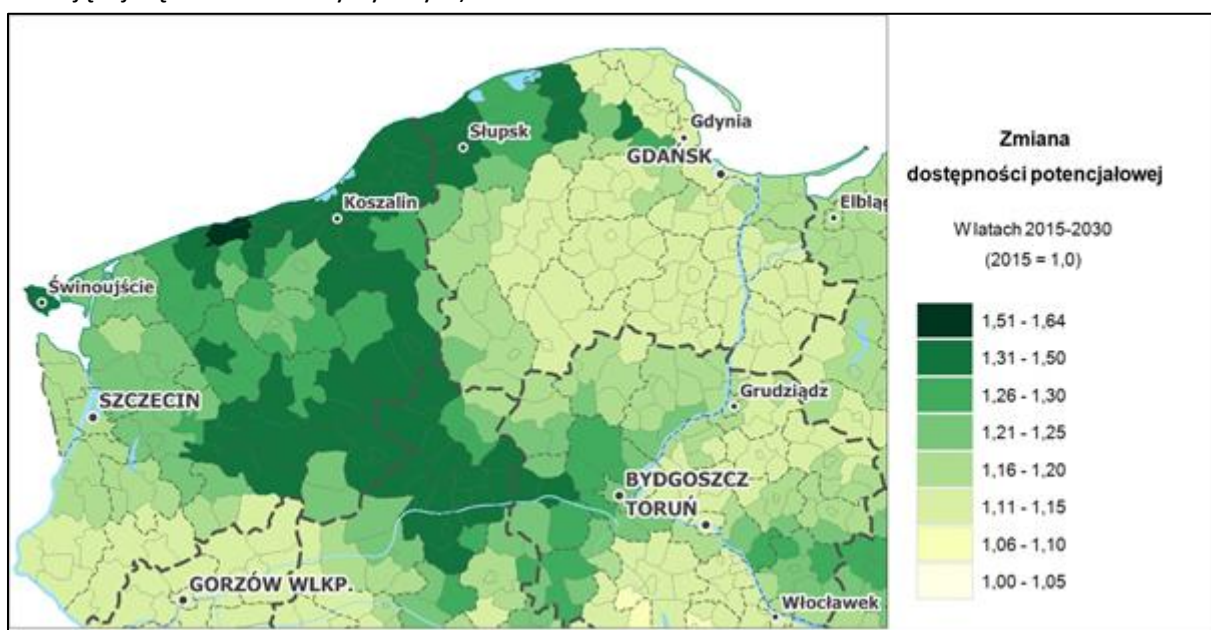 Słupsk
Gdynia
GDAŃSK
Koszalin
Elbląg
Świnoujście
SZCZECIN
Grudziądz
BYDGOSZCZ
TORUŃ
GORZÓW WLKP.
Włocławek
Zmiana
dostępności potencjałowej
W latach 2015-2030
(2015 = 1,0)
1,51 - 1,64
1,31 - 1,50
1,26 - 1,30
1,21 - 1,25
1,16 - 1,20
1,11 - 1,15
1,06 - 1,10
1,00 - 1,05